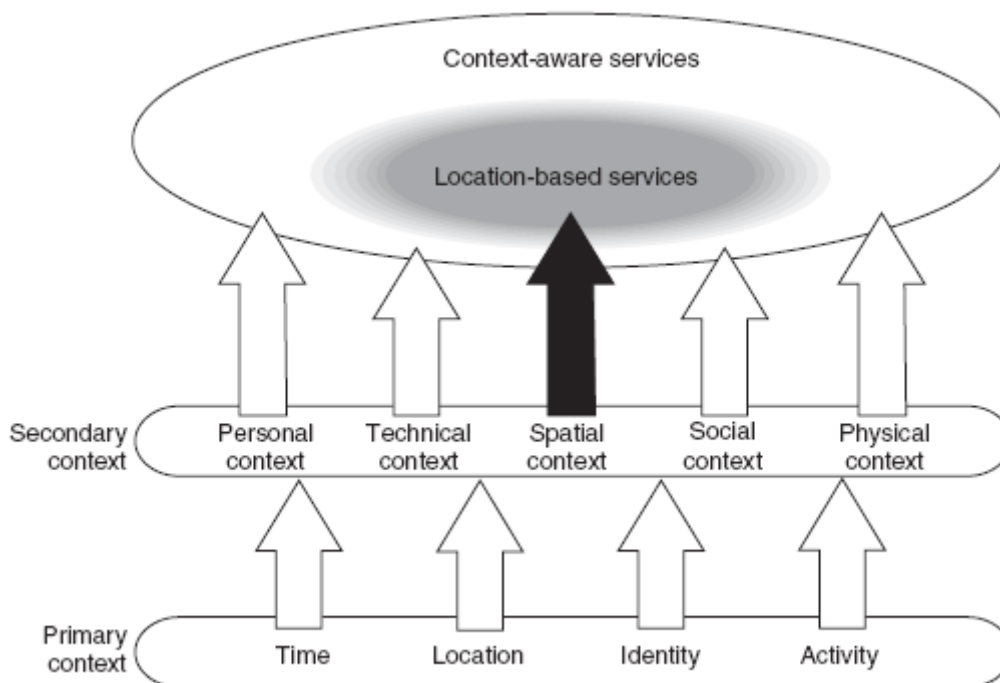 Context-aware services
Location-based services
Secondary
context
Personal
context
Technical
context
Spatial
context
Social
context
Physical
context
Primary
context
Time
Location
Identity
Activity